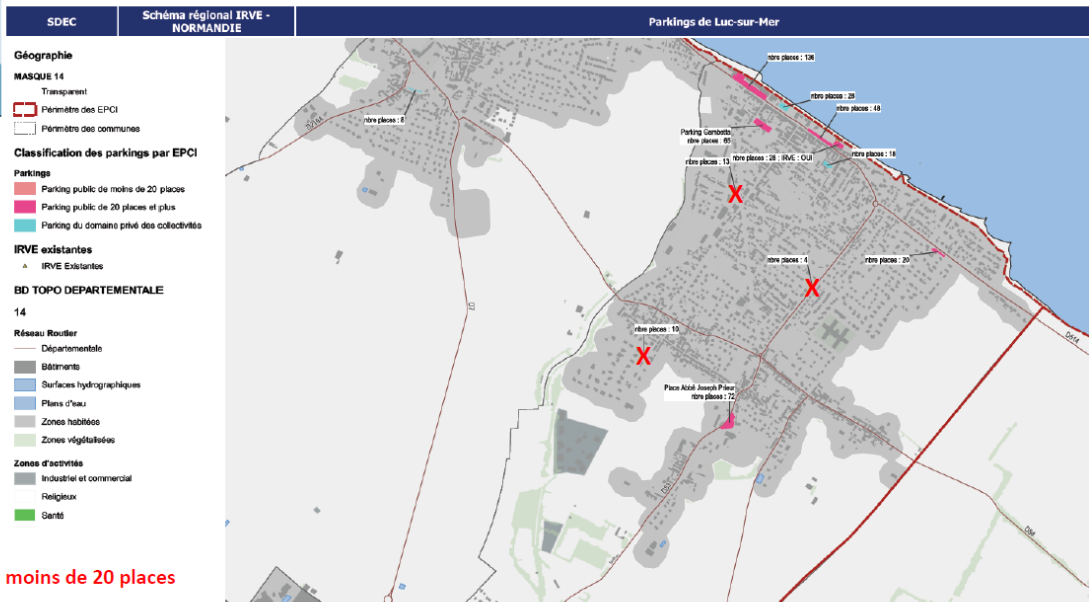 SDEC
Schéma régional IRVE -
NORMANDIE
Parkings de Luc-sur-Mer
Géographie
MASQUE 14
Transparent
Périmètre des EPCI
Périmètre des communes
Classification des parkings par EPCI
Parkings
Parking public de moins de 20 places
Parking public de 20 places et plus
Parking du domaine privé des collectivités
IRVE existantes
IRVE Existantes
BD TOPO DEPARTEMENTALE
14
Réseau Routier
Départementale
Bâtiments
Surfaces hydrographiques
Plans d'eau
Zones habitées
Zones végétalisées
Zones d'activités
Industriel et commercial
Religieux
Santé
moins de 20 places
nbre places : 136
nbre places : 28
nbre places : 48
nbre places : 8
Parking Gambetta
nbre places : 65
nbre places : 28 ; IRVE : OUI
nbre places : 18
nbre places : 13
X
nbre places : 4
X
nbre places : 20
nbre places : 10
X
Place Abbé Joseph Prieur
nbre places : 72
D7
D83
D514